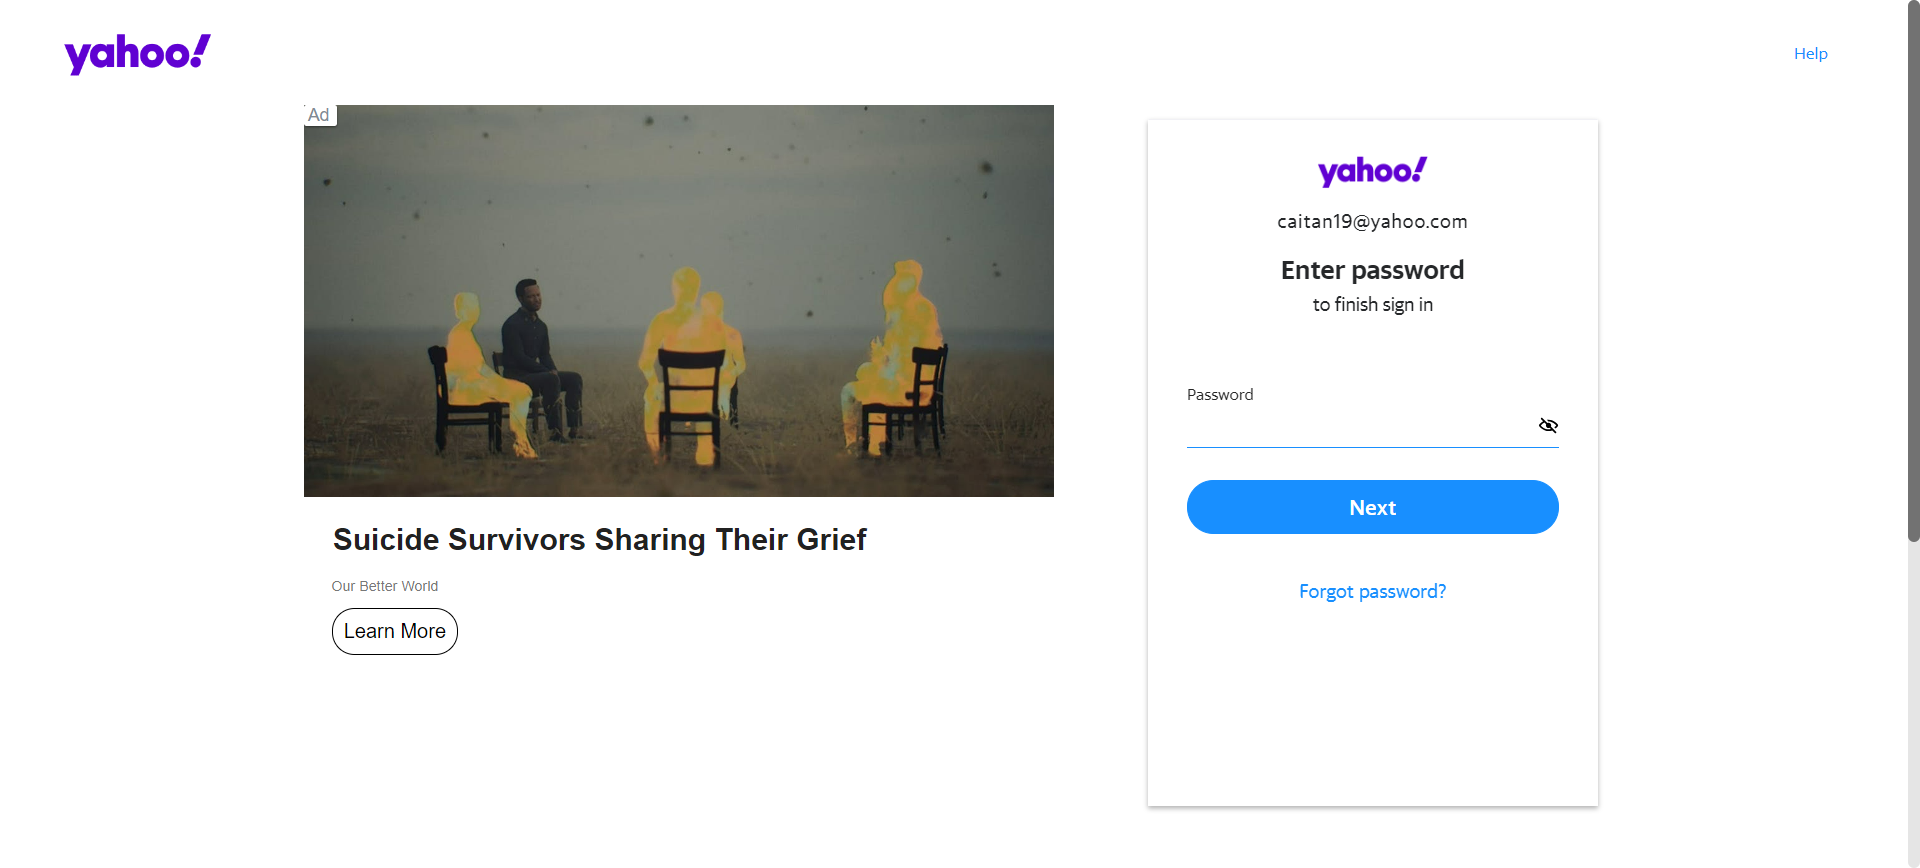 yahoo!
Help
Ad
Suicide Survivors Sharing Their Grief
Our Better World
Learn More
yahoo!
caitan19@yahoo.com
Enter password
to finish sign in
Password
Next
Forgot password?